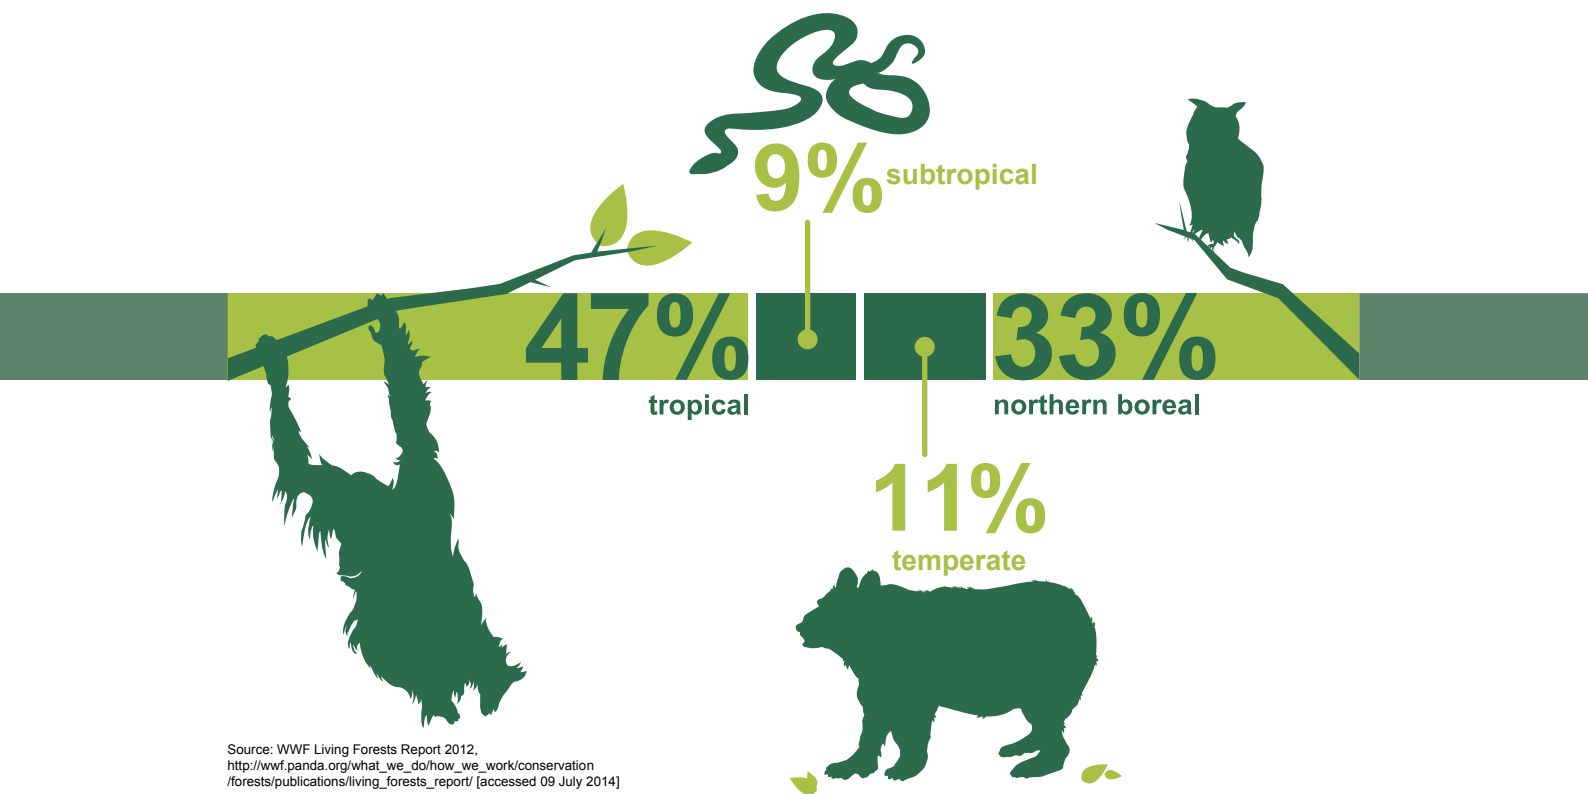 9% subtropical
47%
33%
tropical
northern boreal
11%
temperate
Source: WWF Living Forests Report 2012,
http://wwf.panda.org/what_we_do/how_we_work/conservation
/forests/publications/living_forests_report/ [accessed 09 July 2014]